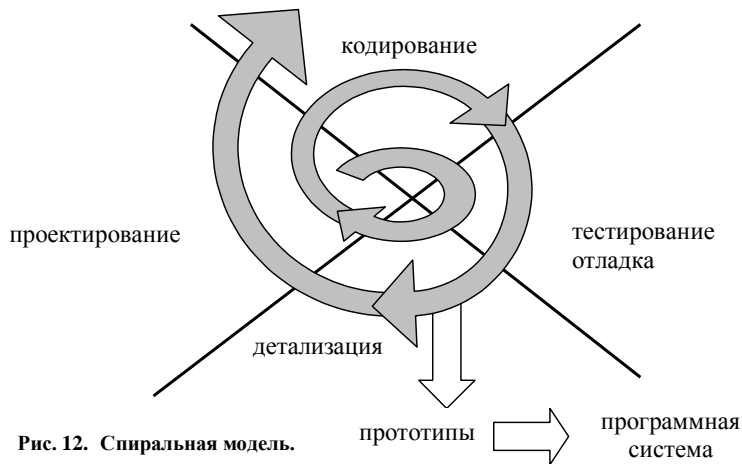 кодирование
проектирование
тестирование
отладка
детализация
прототипы
программная
система
Рис. 12. Спиральная модель.